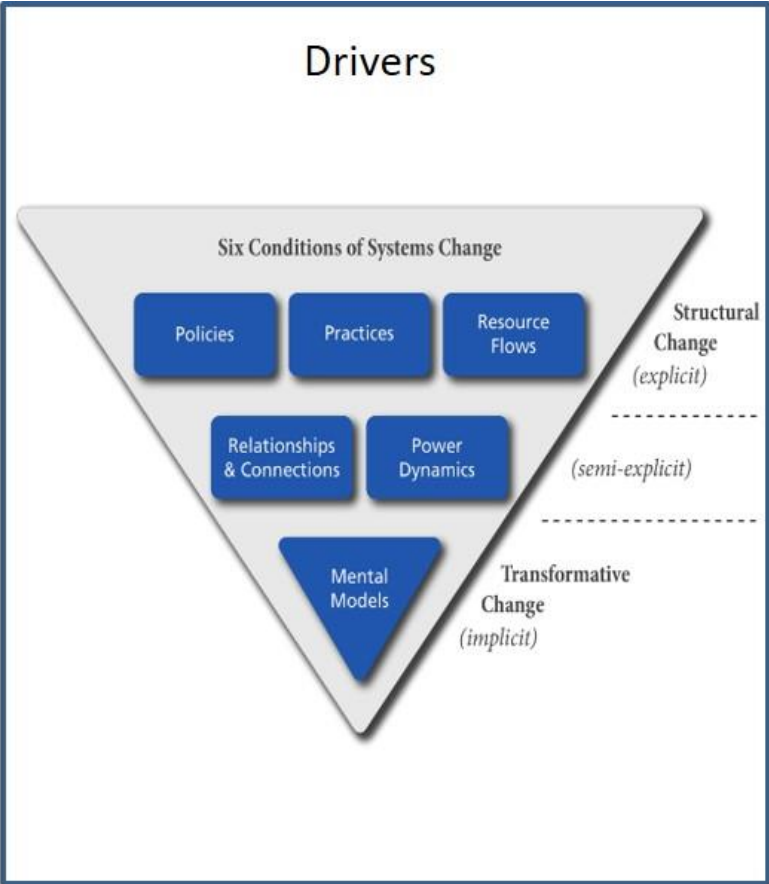 Drivers
Six Conditions of Systems Change
Policies
Practices
Resource
Flows
Structural
Change
(explicit)
Relationships
& Connections
Power
Dynamics
(semi-explicit)
Mental
Models
Transformative
Change
(implicit)